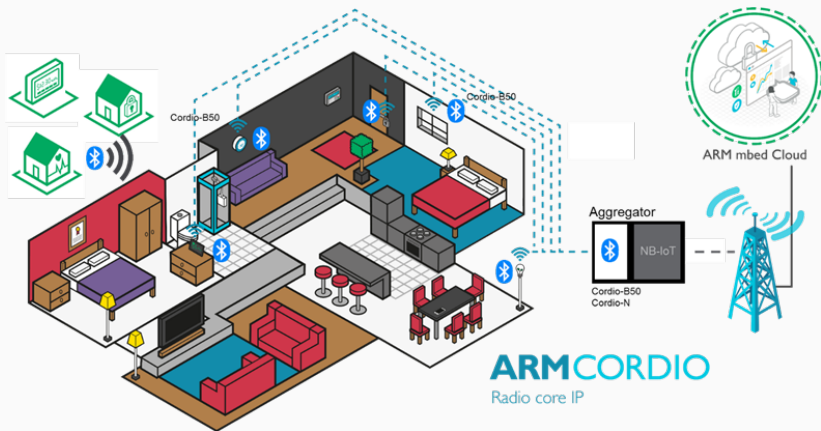 Cordio-B50
Cordio-B50
ARM mbed Cloud
Aggregator
NB-IoT
Cordio-B50
Cordio-N
ARMCORDIO
Radio core IP